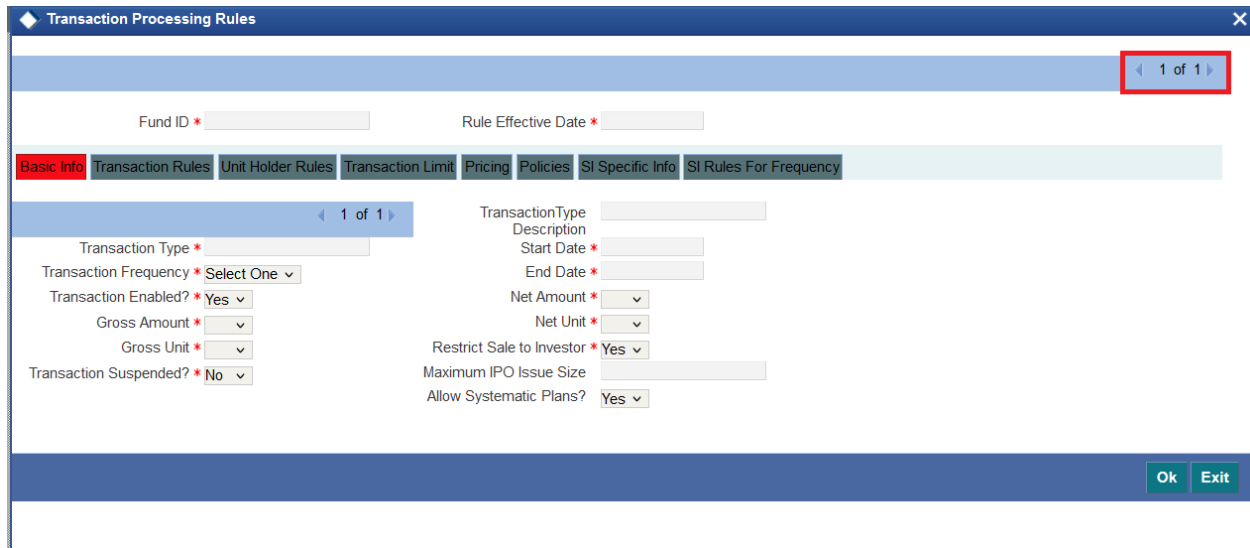 Transaction Processing Rules
1 of 1
Fund ID * Rule Effective Date *
Basic Info Transaction Rules Unit Holder Rules Transaction Limit Pricing Policies SI Specific Info SI Rules For Frequency
1 of 1
TransactionType
Description
Transaction Type * Start Date *
Transaction Frequency * Select One End Date *
Transaction Enabled? * Yes Net Amount *
Gross Amount * Net Unit *
Gross Unit * Restrict Sale to Investor * Yes
Transaction Suspended? * No Maximum IPO Issue Size
Allow Systematic Plans? Yes
Ok Exit